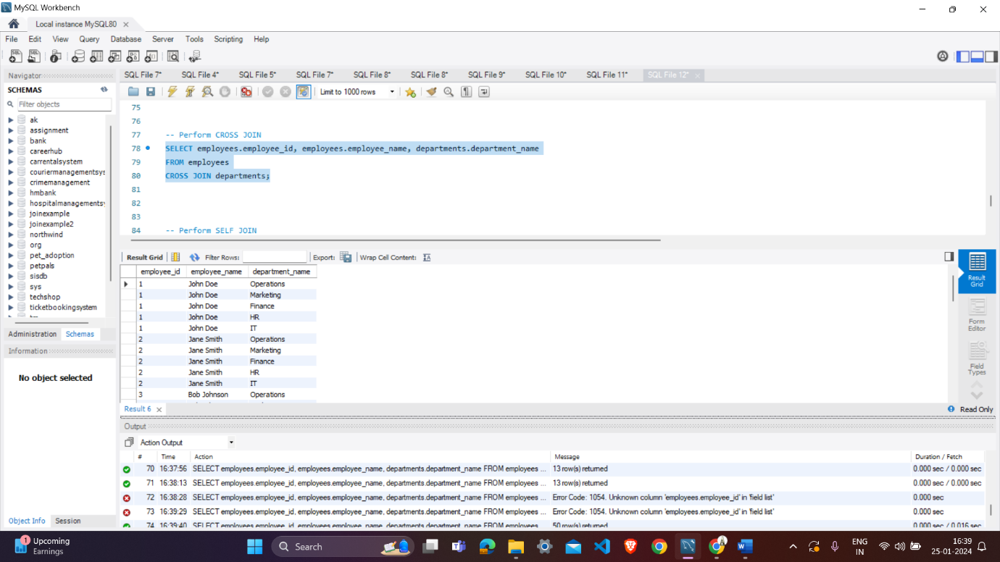 MySQL Workbench
Local instance MySQL80
File Edit View Query Database Server Tools Scripting Help
Navigator
SCHEMAS
Filter objects
ak
assignment
bank
careerhub
carrentalsystem
couriermanagementsys
crimemanagement
hmbank
hospitalmanagementsy
joinexample
joinexample2
northwind
org
pet_adoption
petpals
sisdb
sys
techshop
ticketbookingsystem
Administration Schemas
Information
No object selected
Object Info Session
SQL File 7* SQL File 4* SQL File 5* SQL File 7* SQL File 8* SQL File 8* SQL File 9* SQL File 10* SQL File 11* SQL File 12*
Limit to 1000 rows
75
76
77 -- Perform CROSS JOIN
78 SELECT employees.employee_id, employees.employee_name, departments.department_name
79 FROM employees
80 CROSS JOIN departments;
81
82
83
84 -- Perform SELF JOIN
Result Grid Filter Rows: Export: Wrap Cell Content:
employee_id employee_name department_name
1 John Doe Operations
1 John Doe Marketing
1 John Doe Finance
1 John Doe HR
1 John Doe IT
2 Jane Smith Operations
2 Jane Smith Marketing
2 Jane Smith Finance
2 Jane Smith HR
2 Jane Smith IT
3 Bob Johnson Operations
Result Grid
Form Editor
Field Types
Result 6
Read Only
Output
Action Output
# Time Action Message Duration / Fetch
70 16:37:56 SELECT employees.employee_id, employees.employee_name, departments.department_name FROM employees ... 13 row(s) returned 0.000 sec / 0.000 sec
71 16:38:13 SELECT employees.employee_id, employees.employee_name, departments.department_name FROM employees ... 13 row(s) returned 0.000 sec / 0.000 sec
72 16:38:28 SELECT employees.employee_id, employees.employee_name, departments.department_name FROM employees ... Error Code: 1054. Unknown column 'employees.employee_id' in 'field list' 0.000 sec
73 16:39:29 SELECT employees.employee_id, employees.employee_name, departments.department_name FROM employees ... Error Code: 1054. Unknown column 'employees.employee_id' in 'field list' 0.000 sec
74 16:39:40 SELECT employees.employee_id, employees.employee_name, departments.department_name FROM employees ... 50 row(s) returned 0.000 sec / 0.016 sec
1
Upcoming
Earnings
Search
ENG
IN
16:39
25-01-2024